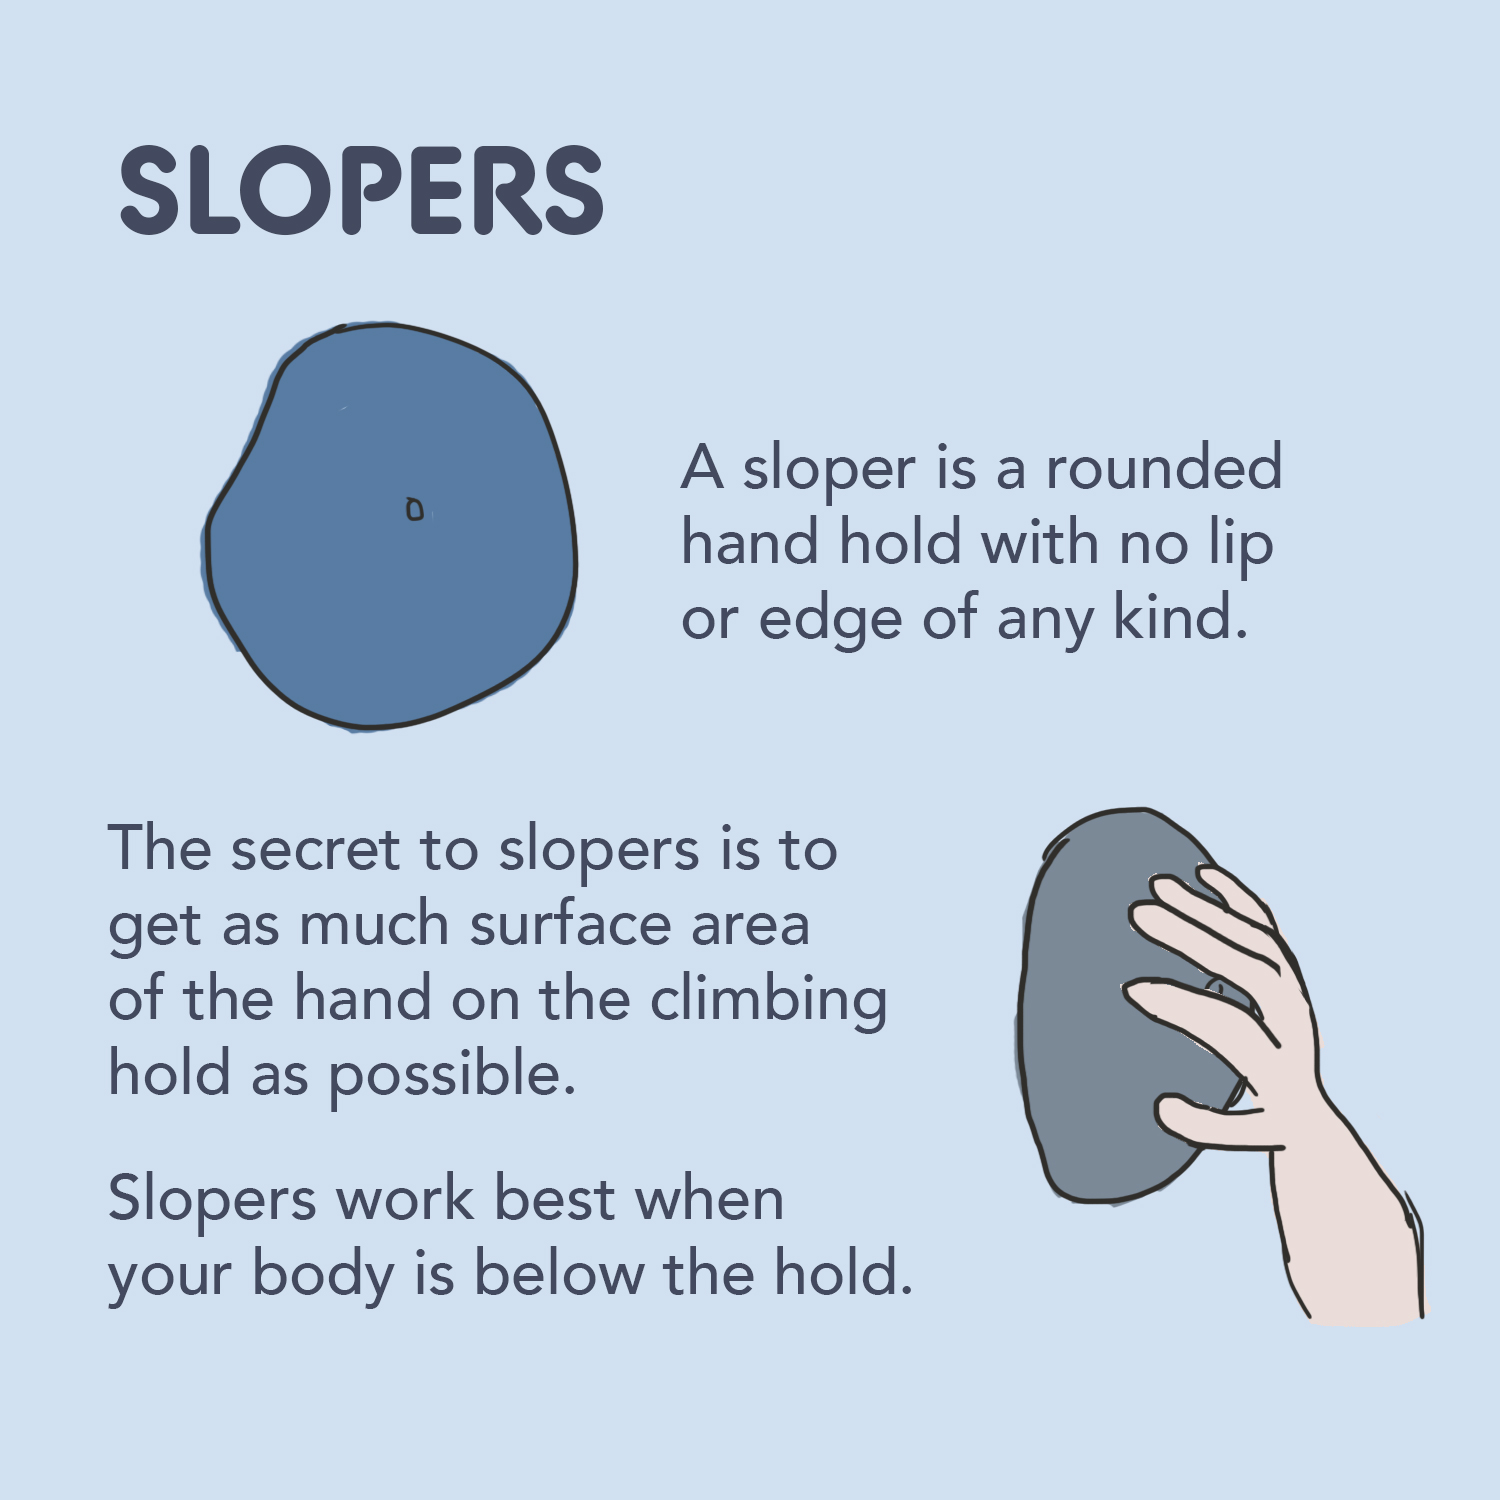 SLOPERS
A sloper is a rounded
hand hold with no lip
or edge of any kind.
The secret to slopers is to
get as much surface area
of the hand on the climbing
hold as possible.
Slopers work best when
your body is below the hold.